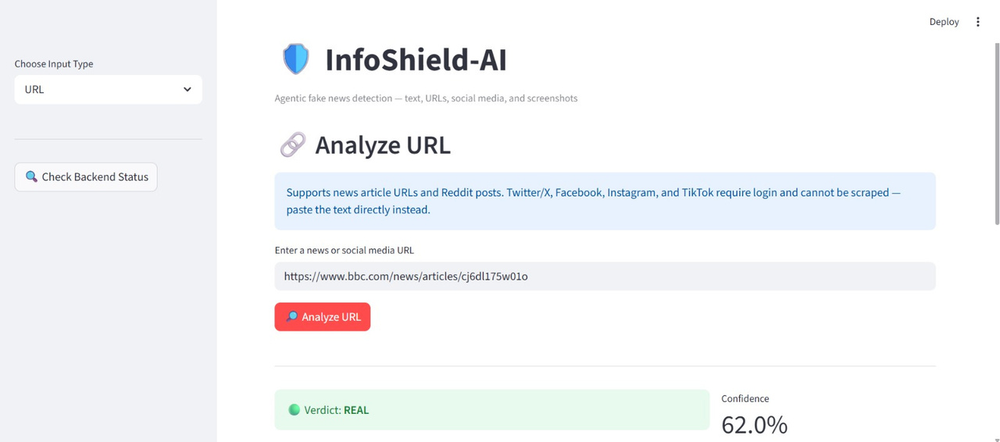 Deploy
Choose Input Type
URL
Check Backend Status
InfoShield-AI
Agentic fake news detection — text, URLs, social media, and screenshots
Analyze URL
Supports news article URLs and Reddit posts. Twitter/X, Facebook, Instagram, and TikTok require login and cannot be scraped —
paste the text directly instead.
Enter a news or social media URL
https://www.bbc.com/news/articles/cj6dl175w01o
Analyze URL
Verdict: REAL
Confidence
62.0%